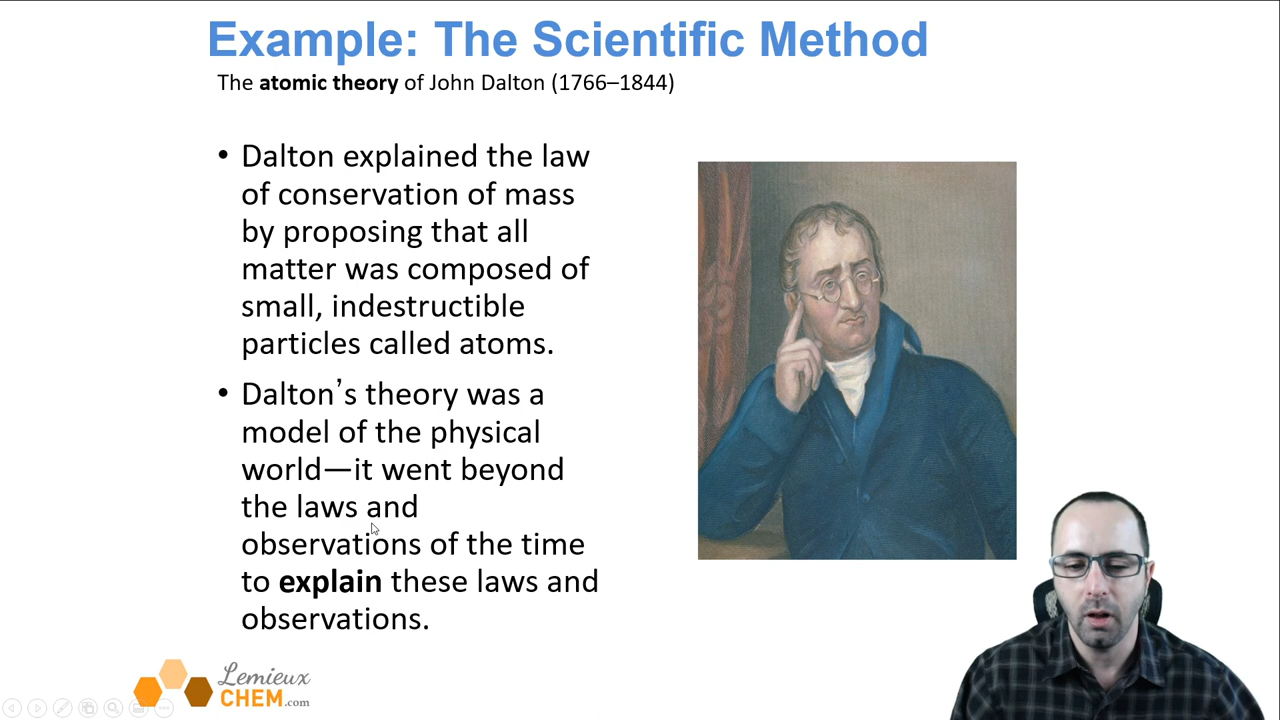 Example: The Scientific Method
The atomic theory of John Dalton (1766–1844)
• Dalton explained the law
of conservation of mass
by proposing that all
matter was composed of
small, indestructible
particles called atoms.
• Dalton’s theory was a
model of the physical
world—it went beyond
the laws and
observations of the time
to explain these laws and
observations.
Lemieux
CHEM.com